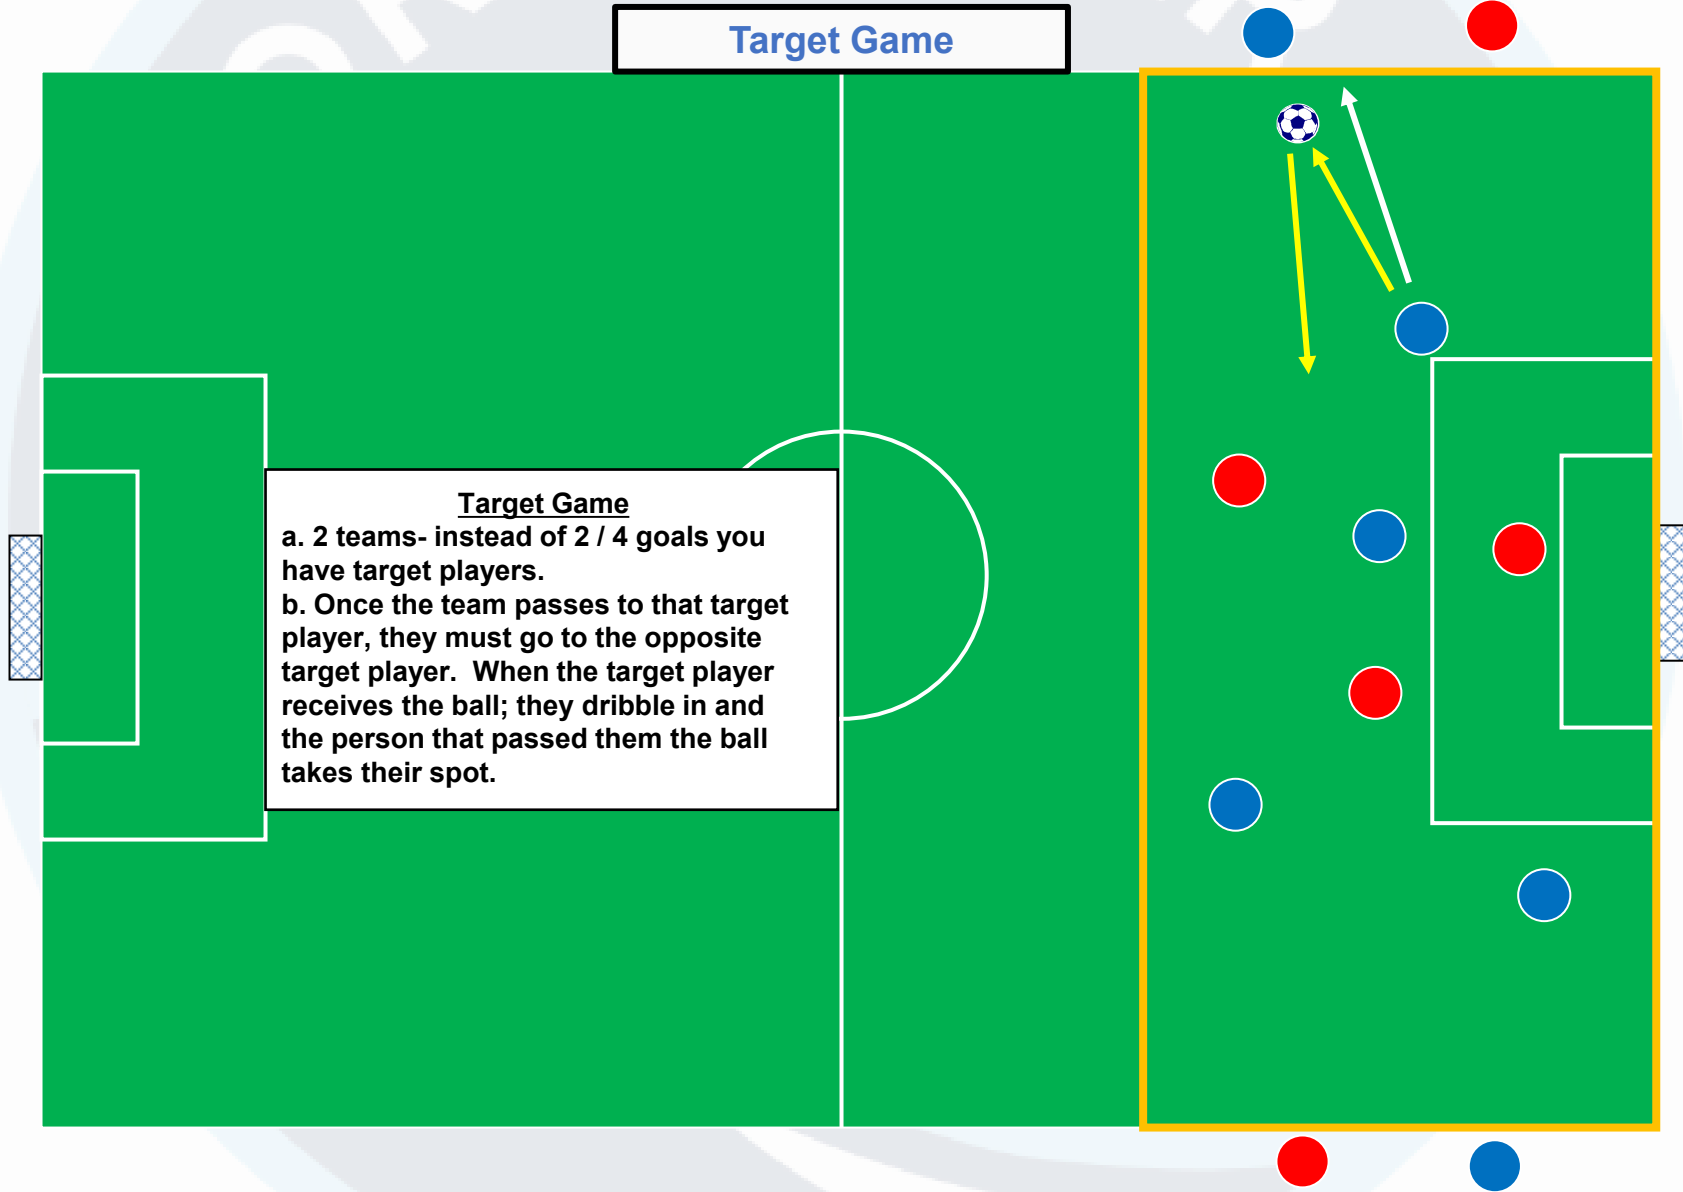 Target Game
Target Game
a. 2 teams- instead of 2 / 4 goals you
have target players.
b. Once the team passes to that target
player, they must go to the opposite
target player.  When the target player
receives the ball; they dribble in and
the person that passed them the ball
takes their spot.